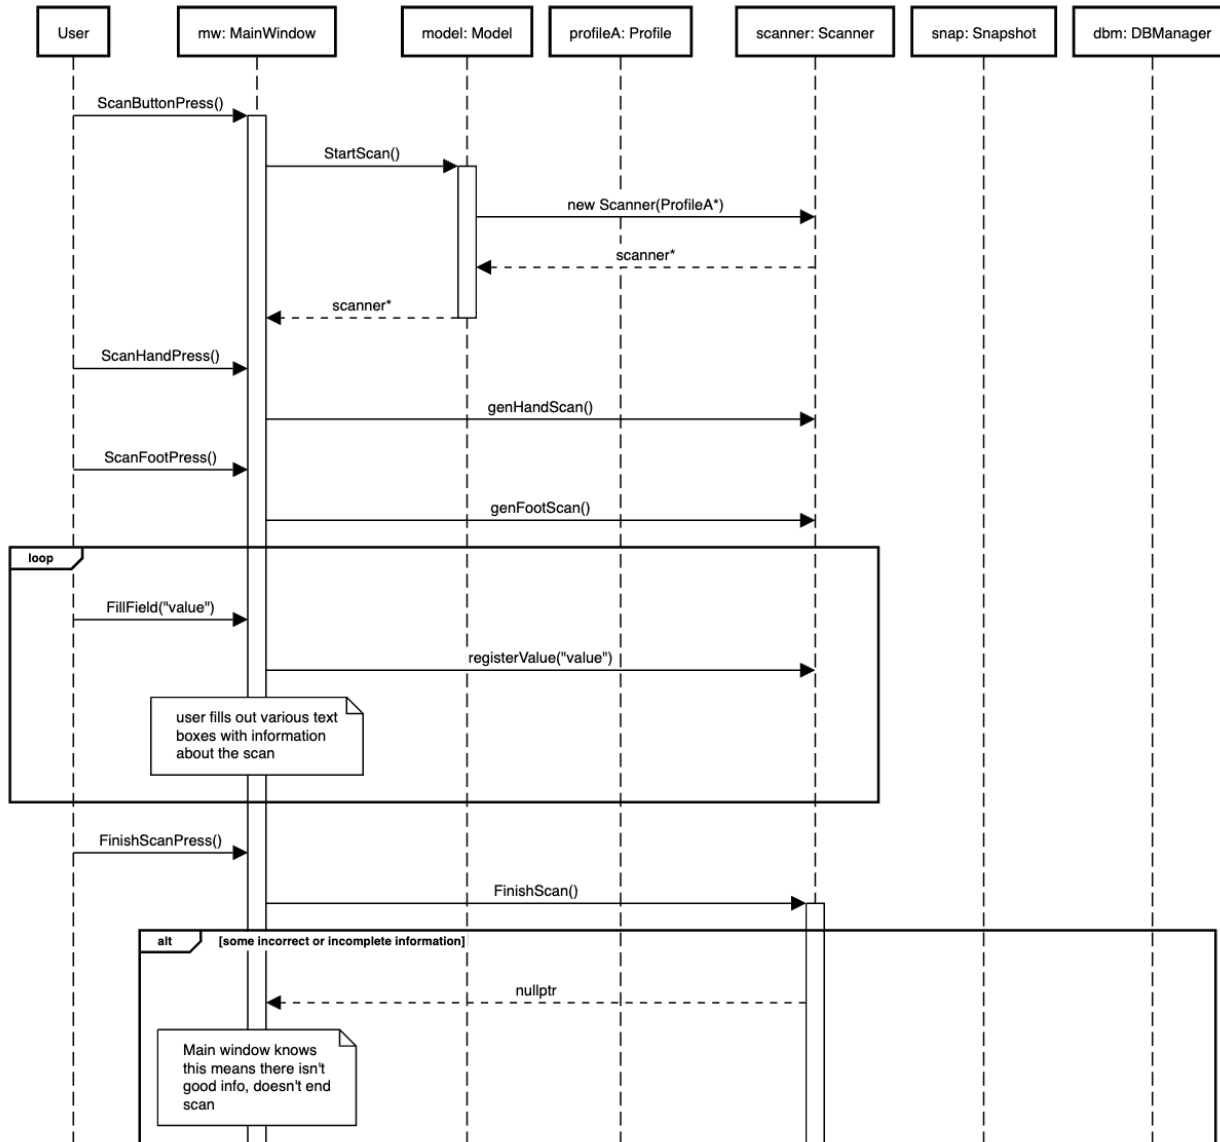 User
mw: MainWindow
model: Model
profileA: Profile
scanner: Scanner
snap: Snapshot
dbm: DBManager
ScanButtonPress()
StartScan()
new Scanner(ProfileA*)
scanner*
scanner*
ScanHandPress()
genHandScan()
ScanFootPress()
genFootScan()
loop
FillField("value")
registerValue("value")
user fills out various text
boxes with information
about the scan
FinishScanPress()
FinishScan()
alt
[some incorrect or incomplete information]
nullptr
Main window knows
this means there isn't
good info, doesn't end
scan